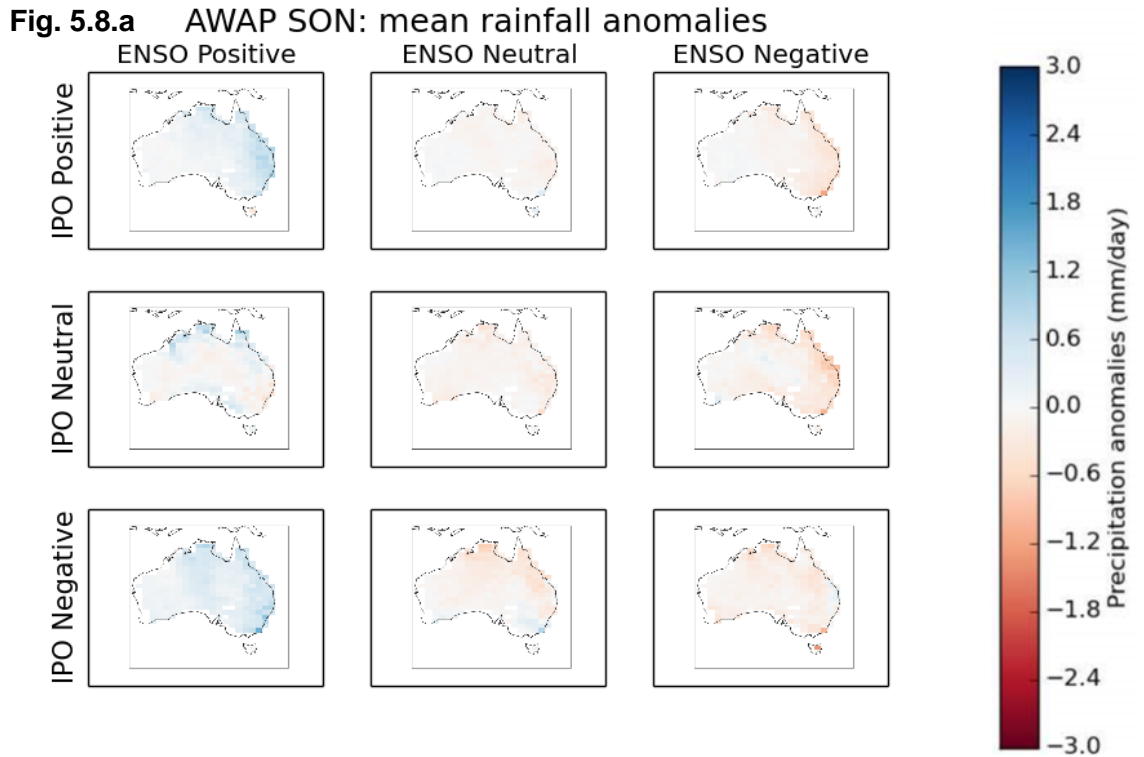 Fig. 5.8.a AWAP SON: mean rainfall anomalies
ENSO Positive ENSO Neutral ENSO Negative
IPO Positive
IPO Neutral
IPO Negative
3.0
2.4
1.8
1.2
0.6
0.0
−0.6
−1.2
−1.8
−2.4
−3.0
Precipitation anomalies (mm/day)